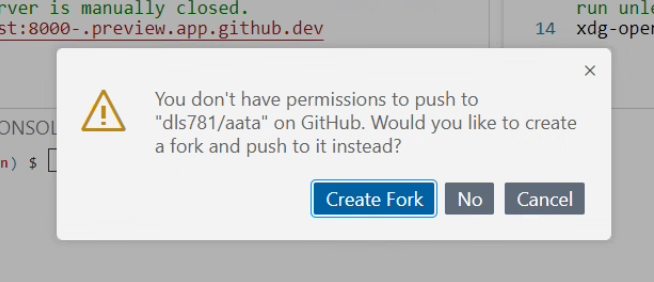 rver is manually closed.
st:8000-.preview.app.github.dev
run unle
14 xdg-oper
You don't have permissions to push to
"dls781/aata" on GitHub. Would you like to create
a fork and push to it instead?
ONSOL
n) $
Create Fork No Cancel